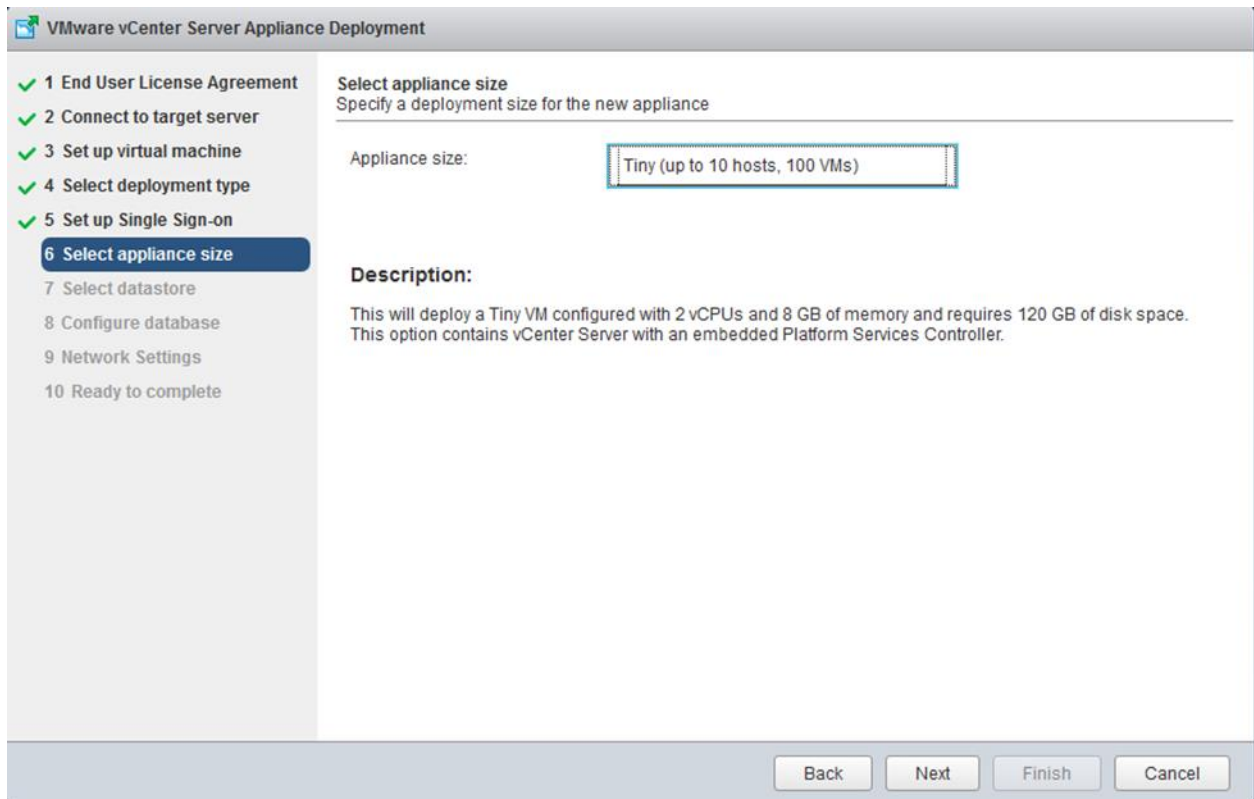 VMware vCenter Server Appliance Deployment
1 End User License Agreement
2 Connect to target server
3 Set up virtual machine
4 Select deployment type
5 Set up Single Sign-on
6 Select appliance size
7 Select datastore
8 Configure database
9 Network Settings
10 Ready to complete
Select appliance size
Specify a deployment size for the new appliance
Appliance size: Tiny (up to 10 hosts, 100 VMs)
Description:
This will deploy a Tiny VM configured with 2 vCPUs and 8 GB of memory and requires 120 GB of disk space.
This option contains vCenter Server with an embedded Platform Services Controller.
Back Next Finish Cancel